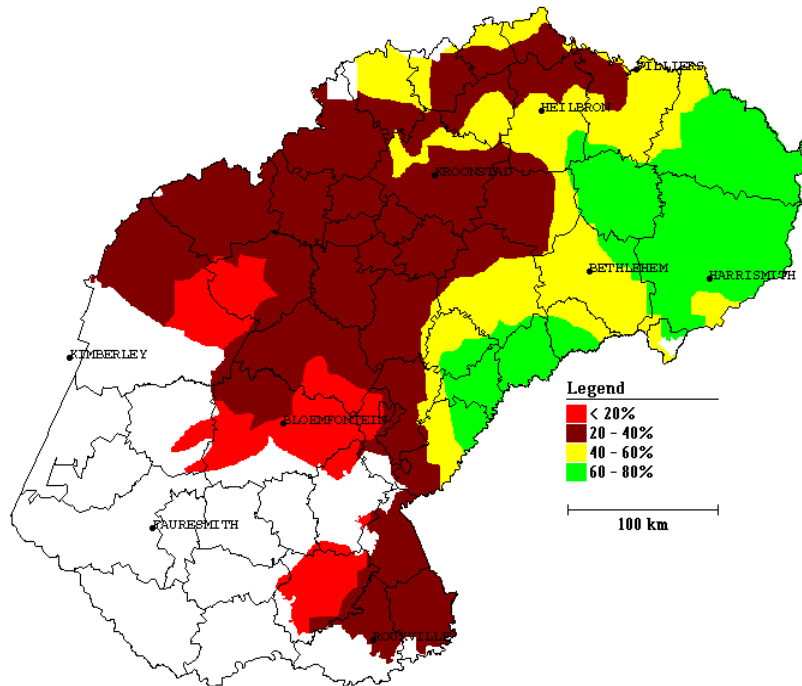 VILLIERS
HEILBRON
KROONSTAD
BETHLEHEM
HARRISMITH
KIMBERLEY
Legend
< 20%
20 - 40%
40 - 60%
60 - 80%
BLOEMFONTEIN
100 km
FAURESMITH
ROUXVILLE